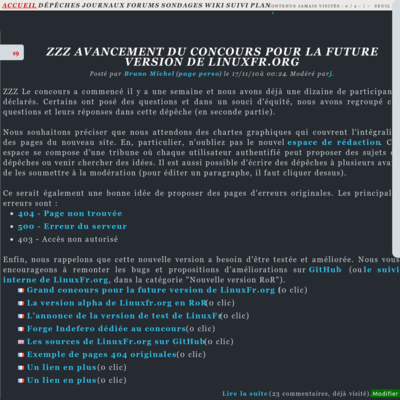 ACCUEIL DÉPÊCHES JOURNAUX FORUMS SONDAGES WIKI SUIVI PLAN CONTENUS JAMAIS VISITÉS SEUIL
19
ZZZ AVANCEMENT DU CONCOURS POUR LA FUTURE
VERSION DE LINUXFR.ORG
Posté par Bruno Michel (page perso) le 17/11/10 à 00:24. Modéré par j.
ZZZ Le concours a commencé il y a une semaine et nous avons déjà une dizaine de participan
déclarés. Certains ont posé des questions et dans un souci d'équité, nous avons regroupé c
questions et leurs réponses dans cette dépêche (en seconde partie).
Nous souhaitons préciser que nous attendons des chartes graphiques qui couvrent l'intégrali
des pages du nouveau site. En, particulier, n'oubliez pas le nouvel espace de rédaction. C
espace se compose d'une tribune où chaque utilisateur authentifié peut proposer des sujets d
dépêches ou venir chercher des idées. Il est aussi possible d'écrire des dépêches à plusieurs ava
de les soumettre à la modération (pour éditer un paragraphe, il faut cliquer dessus).
Ce serait également une bonne idée de proposer des pages d'erreurs originales. Les principal
erreurs sont :
404 - Page non trouvée
500 - Erreur du serveur
403 - Accès non autorisé
Enfin, nous rappelons que cette nouvelle version a besoin d'être testée et améliorée. Nous vou
encourageons à remonter les bugs et propositions d'améliorations sur GitHub (ou le suivi
interne de LinuxFr.org, dans la catégorie "Nouvelle version RoR").
Grand concours pour la future version de LinuxFr.org ! (0 clic)
La version alpha de Linuxfr.org en RoR (0 clic)
L'annonce de la version de test de LinuxFr (0 clic)
Forge Indefero dédiée au concours (0 clic)
Les sources de LinuxFr.org sur GitHub (0 clic)
Exemple de pages 404 originales (0 clic)
Un lien en plus (0 clic)
Un lien en plus (0 clic)
Lire la suite (23 commentaires, déjà visité). Modifier